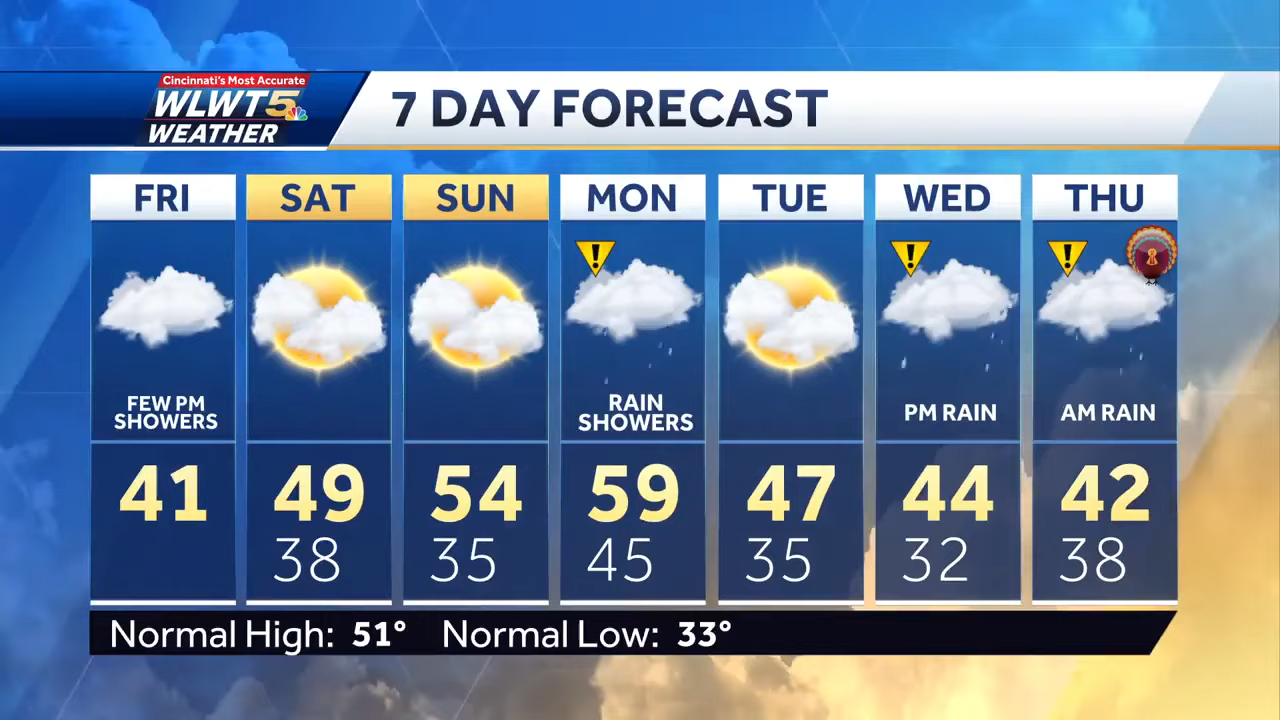 Cincinnati's Most Accurate
WLWT5
WEATHER
7 DAY FORECAST
FRI SAT SUN MON TUE WED THU
! ! !
FEW PM
SHOWERS
RAIN
SHOWERS
PM RAIN
AM RAIN
41 49 54 59 47 44 42
38 35 45 35 32 38
Normal High: 51° Normal Low: 33°